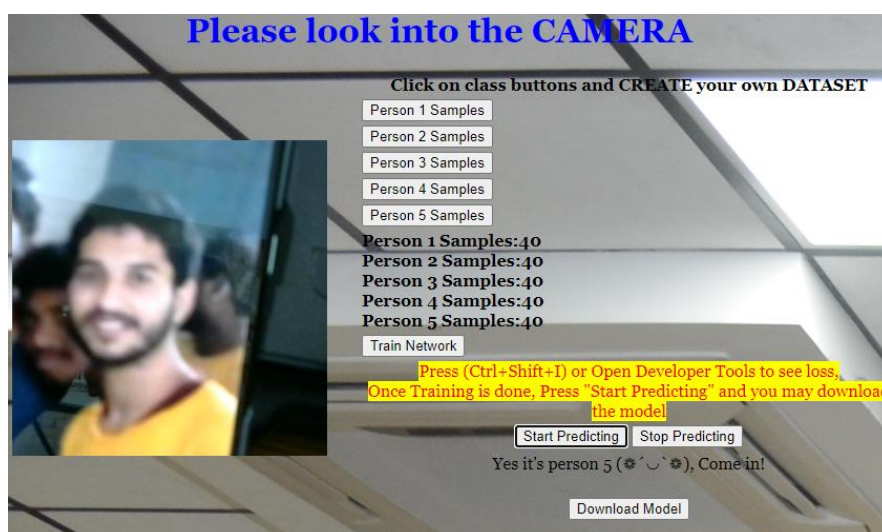 Please look into the CAMERA
Click on class buttons and CREATE your own DATASET
Person 1 Samples
Person 2 Samples
Person 3 Samples
Person 4 Samples
Person 5 Samples
Person 1 Samples:40
Person 2 Samples:40
Person 3 Samples:40
Person 4 Samples:40
Person 5 Samples:40
Train Network
Press (Ctrl+Shift+I) or Open Developer Tools to see loss,
Once Training is done, Press "Start Predicting" and you may download
the model
Start Predicting Stop Predicting
Yes it's person 5 (❁´◡`❁), Come in!
Download Model